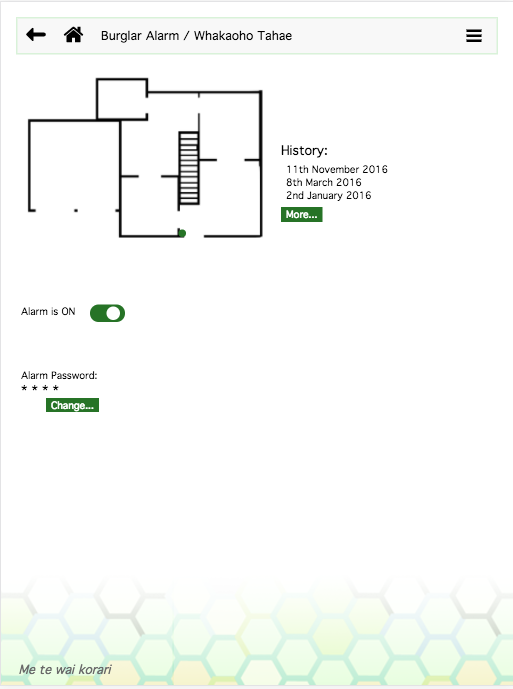 Burglar Alarm / Whakaoho Tahae
History:
11th November 2016
8th March 2016
2nd January 2016
More...
Alarm is ON
Alarm Password:
* * * *
Change...
Me te wai korari